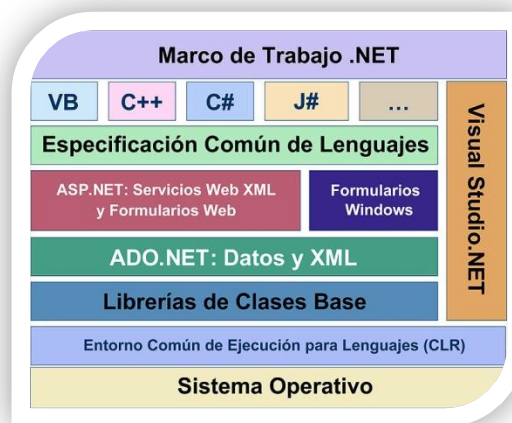 Marco de Trabajo .NET
VB
C++
C#
J#
...
Visual Studio.NET
Especificación Común de Lenguajes
ASP.NET: Servicios Web XML
y Formularios Web
Formularios
Windows
ADO.NET: Datos y XML
Librerías de Clases Base
Entorno Común de Ejecución para Lenguajes (CLR)
Sistema Operativo